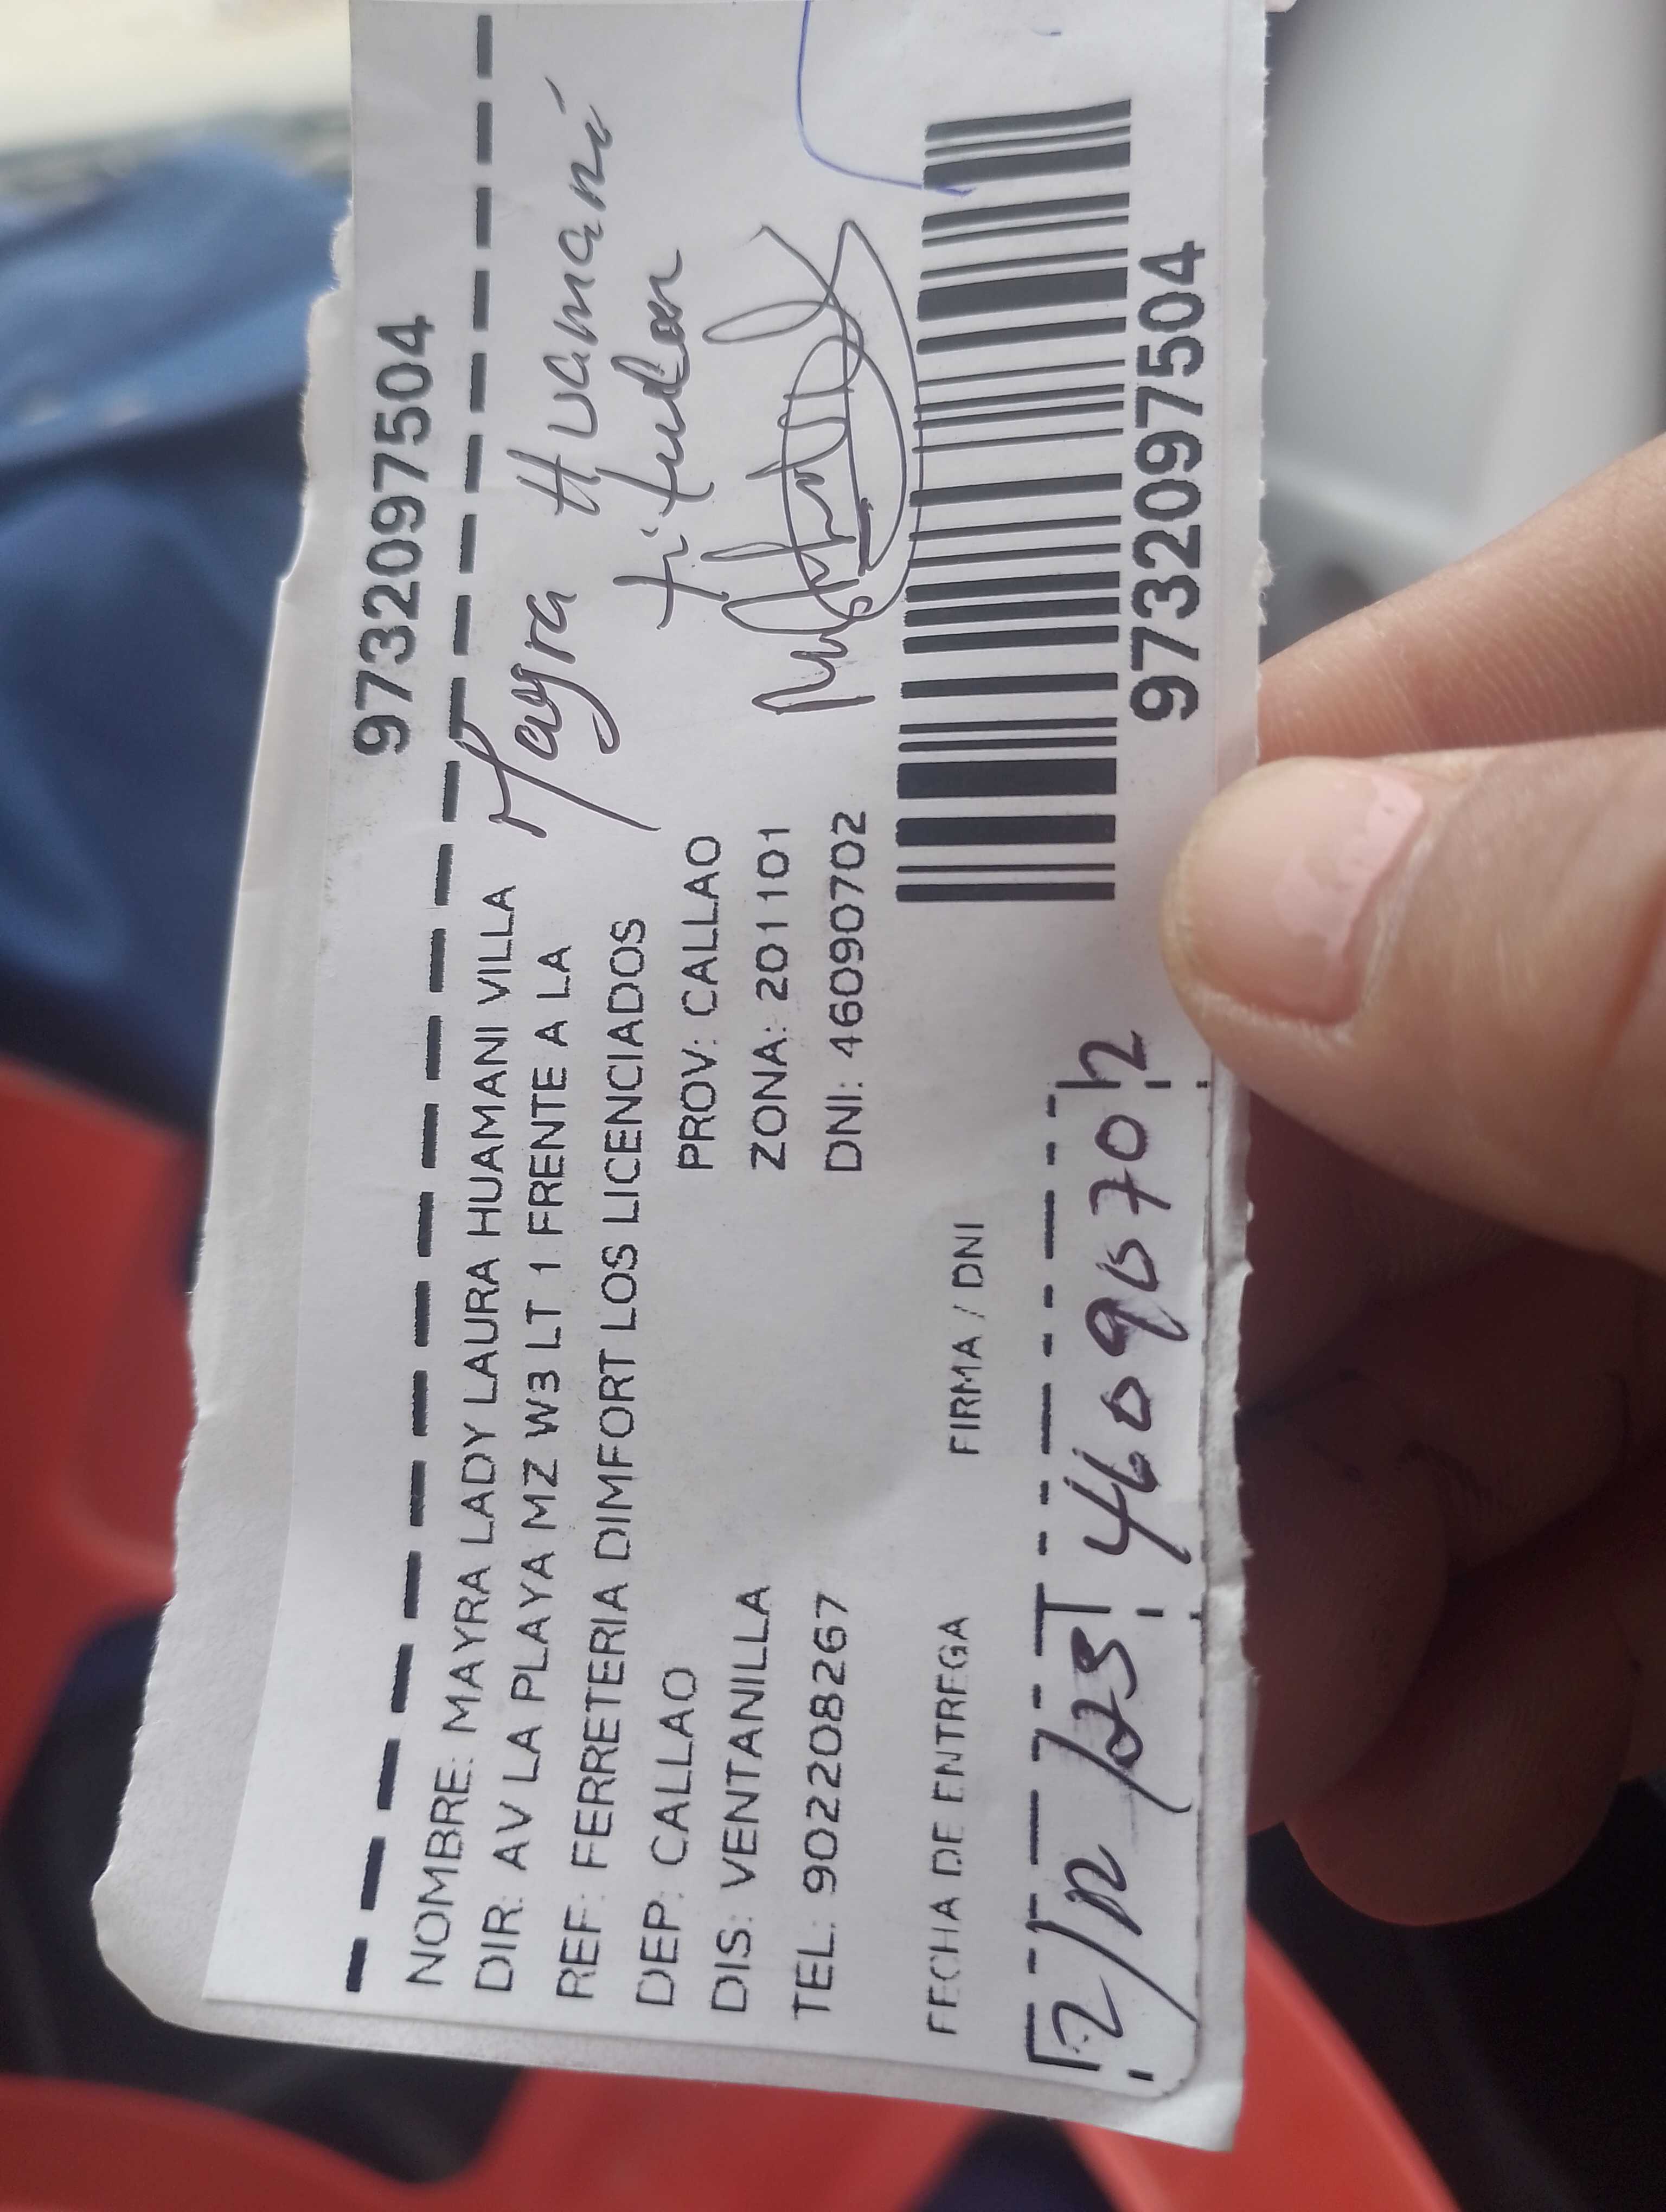 9732097504
NOMBRE: MAYRA LADY LAURA HUAMANI VILLA
DIR: AV LA PLAYA MZ W3 LT 1 FRENTE A LA
REF: FERRETERIA DIMFORT LOS LICENCIADOS
DEP: CALLAO PROV: CALLAO
DIS: VENTANILLA ZONA: 201101
TEL: 902208267 DNI: 46090702
Mayra Huamaní
titular
FECHA DE ENTREGA FIRMA / DNI
46090702
9732097504